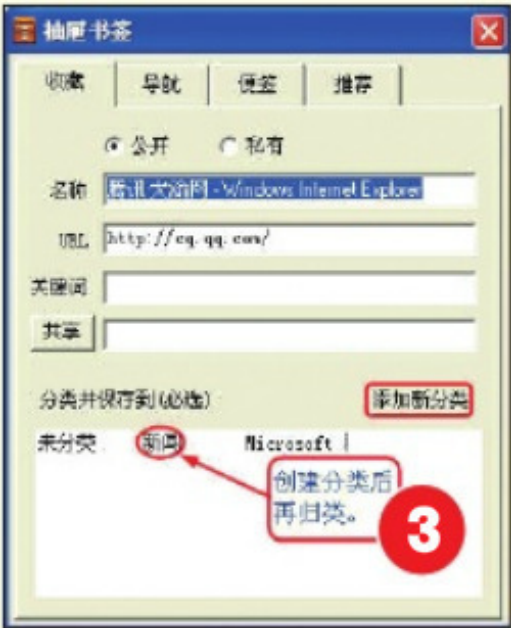 抽屉书签
收藏 导航 便签 推荐
公开 私有
名称 腾讯·大渝网 - Windows Internet Explorer
URL http://cq.qq.com/
关键词
共享
分类并保存到(必选) 添加新分类
未分类 新闻 Microsoft
创建分类后
再归类。
3